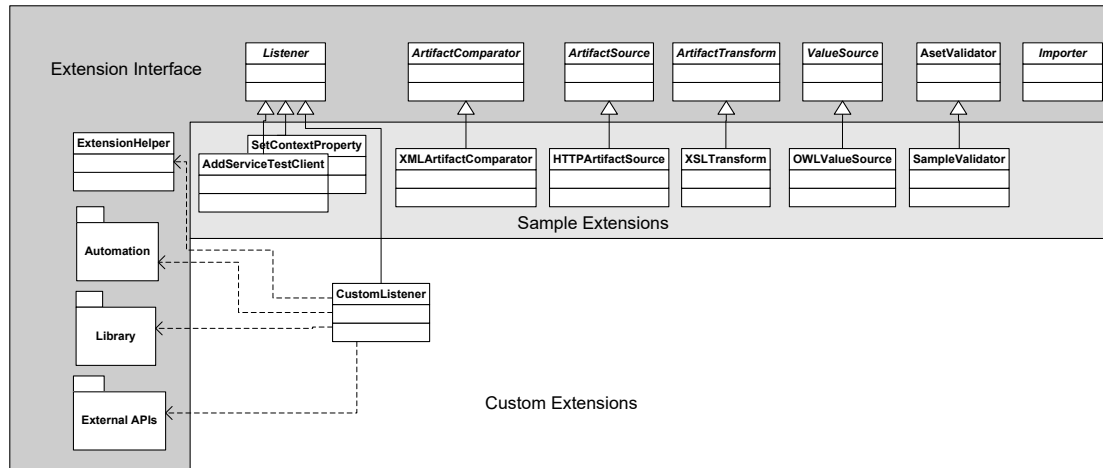 Listener
ArtifactComparator
ArtifactSource
ArtifactTransform
ValueSource
AsetValidator
Importer
Extension Interface
ExtensionHelper
SetContextProperty
AddServiceTestClient
XMLArtifactComparator
HTTPArtifactSource
XSLTransform
OWLValueSource
SampleValidator
Sample Extensions
Automation
CustomListener
Library
External APIs
Custom Extensions